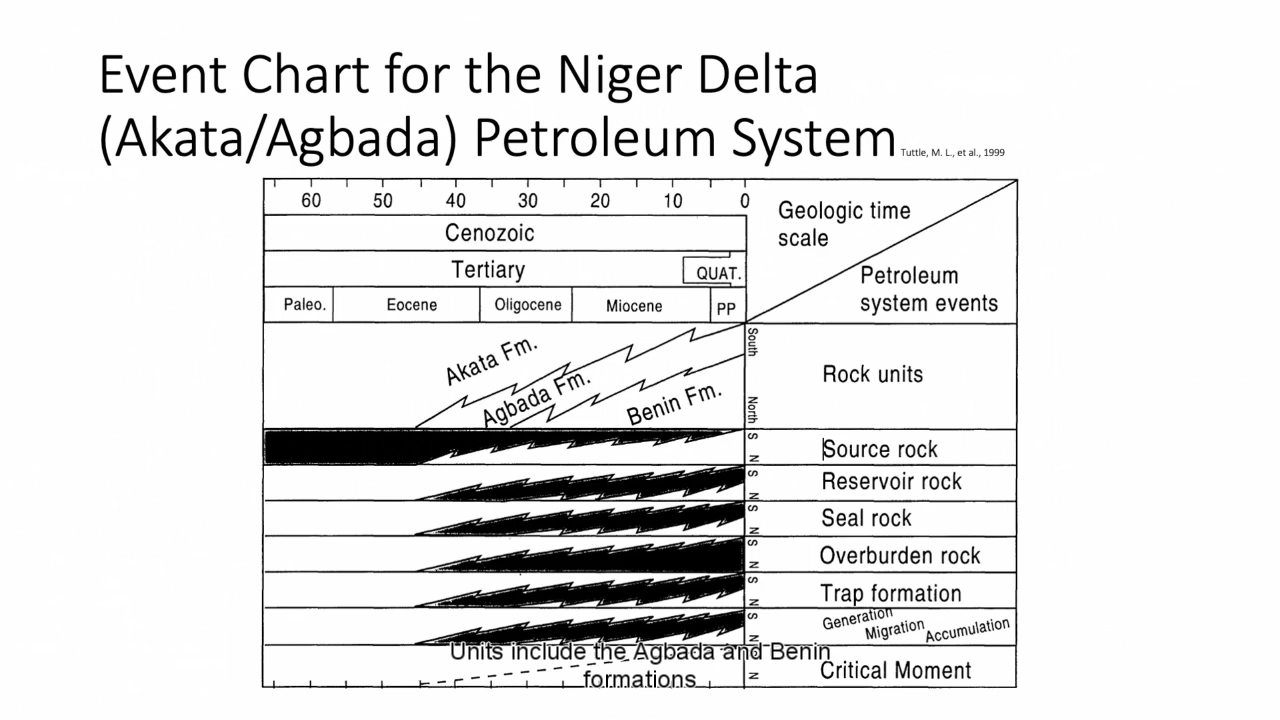 Event Chart for the Niger Delta
(Akata/Agbada) Petroleum System Tuttle, M. L., et al., 1999
60 50 40 30 20 10 0
Geologic time
scale
Cenozoic
Tertiary
QUAT.
Petroleum
system events
Paleo. Eocene Oligocene Miocene PP
Akata Fm.
Agbada Fm.
Benin Fm.
South
North
Rock units
S
N
Source rock
S
N
Reservoir rock
S
N
Seal rock
S
N
Overburden rock
S
N
Trap formation
S
N
Generation
Migration
Accumulation
Units include the Agbada and Benin
formations
N
Critical Moment